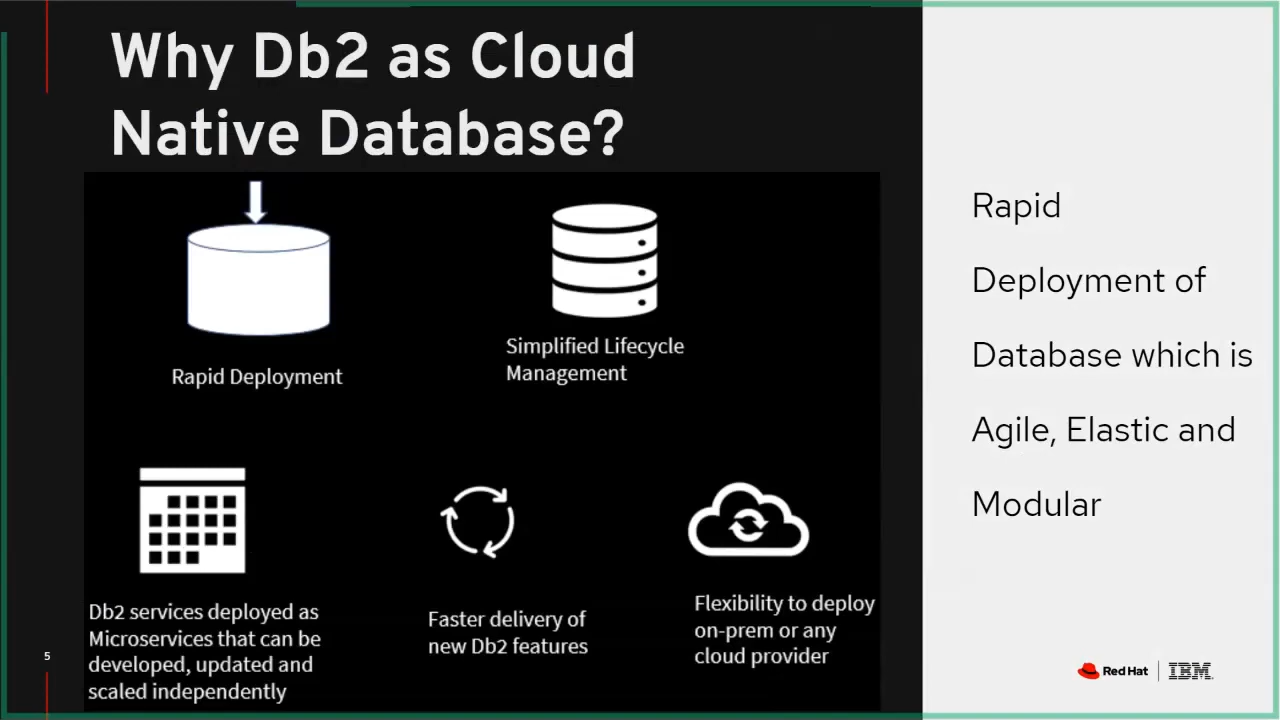 Why Db2 as Cloud
Native Database?
Rapid Deployment
Simplified Lifecycle
Management
Db2 services deployed as
Microservices that can be
developed, updated and
scaled independently
Faster delivery of
new Db2 features
Flexibility to deploy
on-prem or any
cloud provider
5
Rapid
Deployment of
Database which is
Agile, Elastic and
Modular
Red Hat
IBM